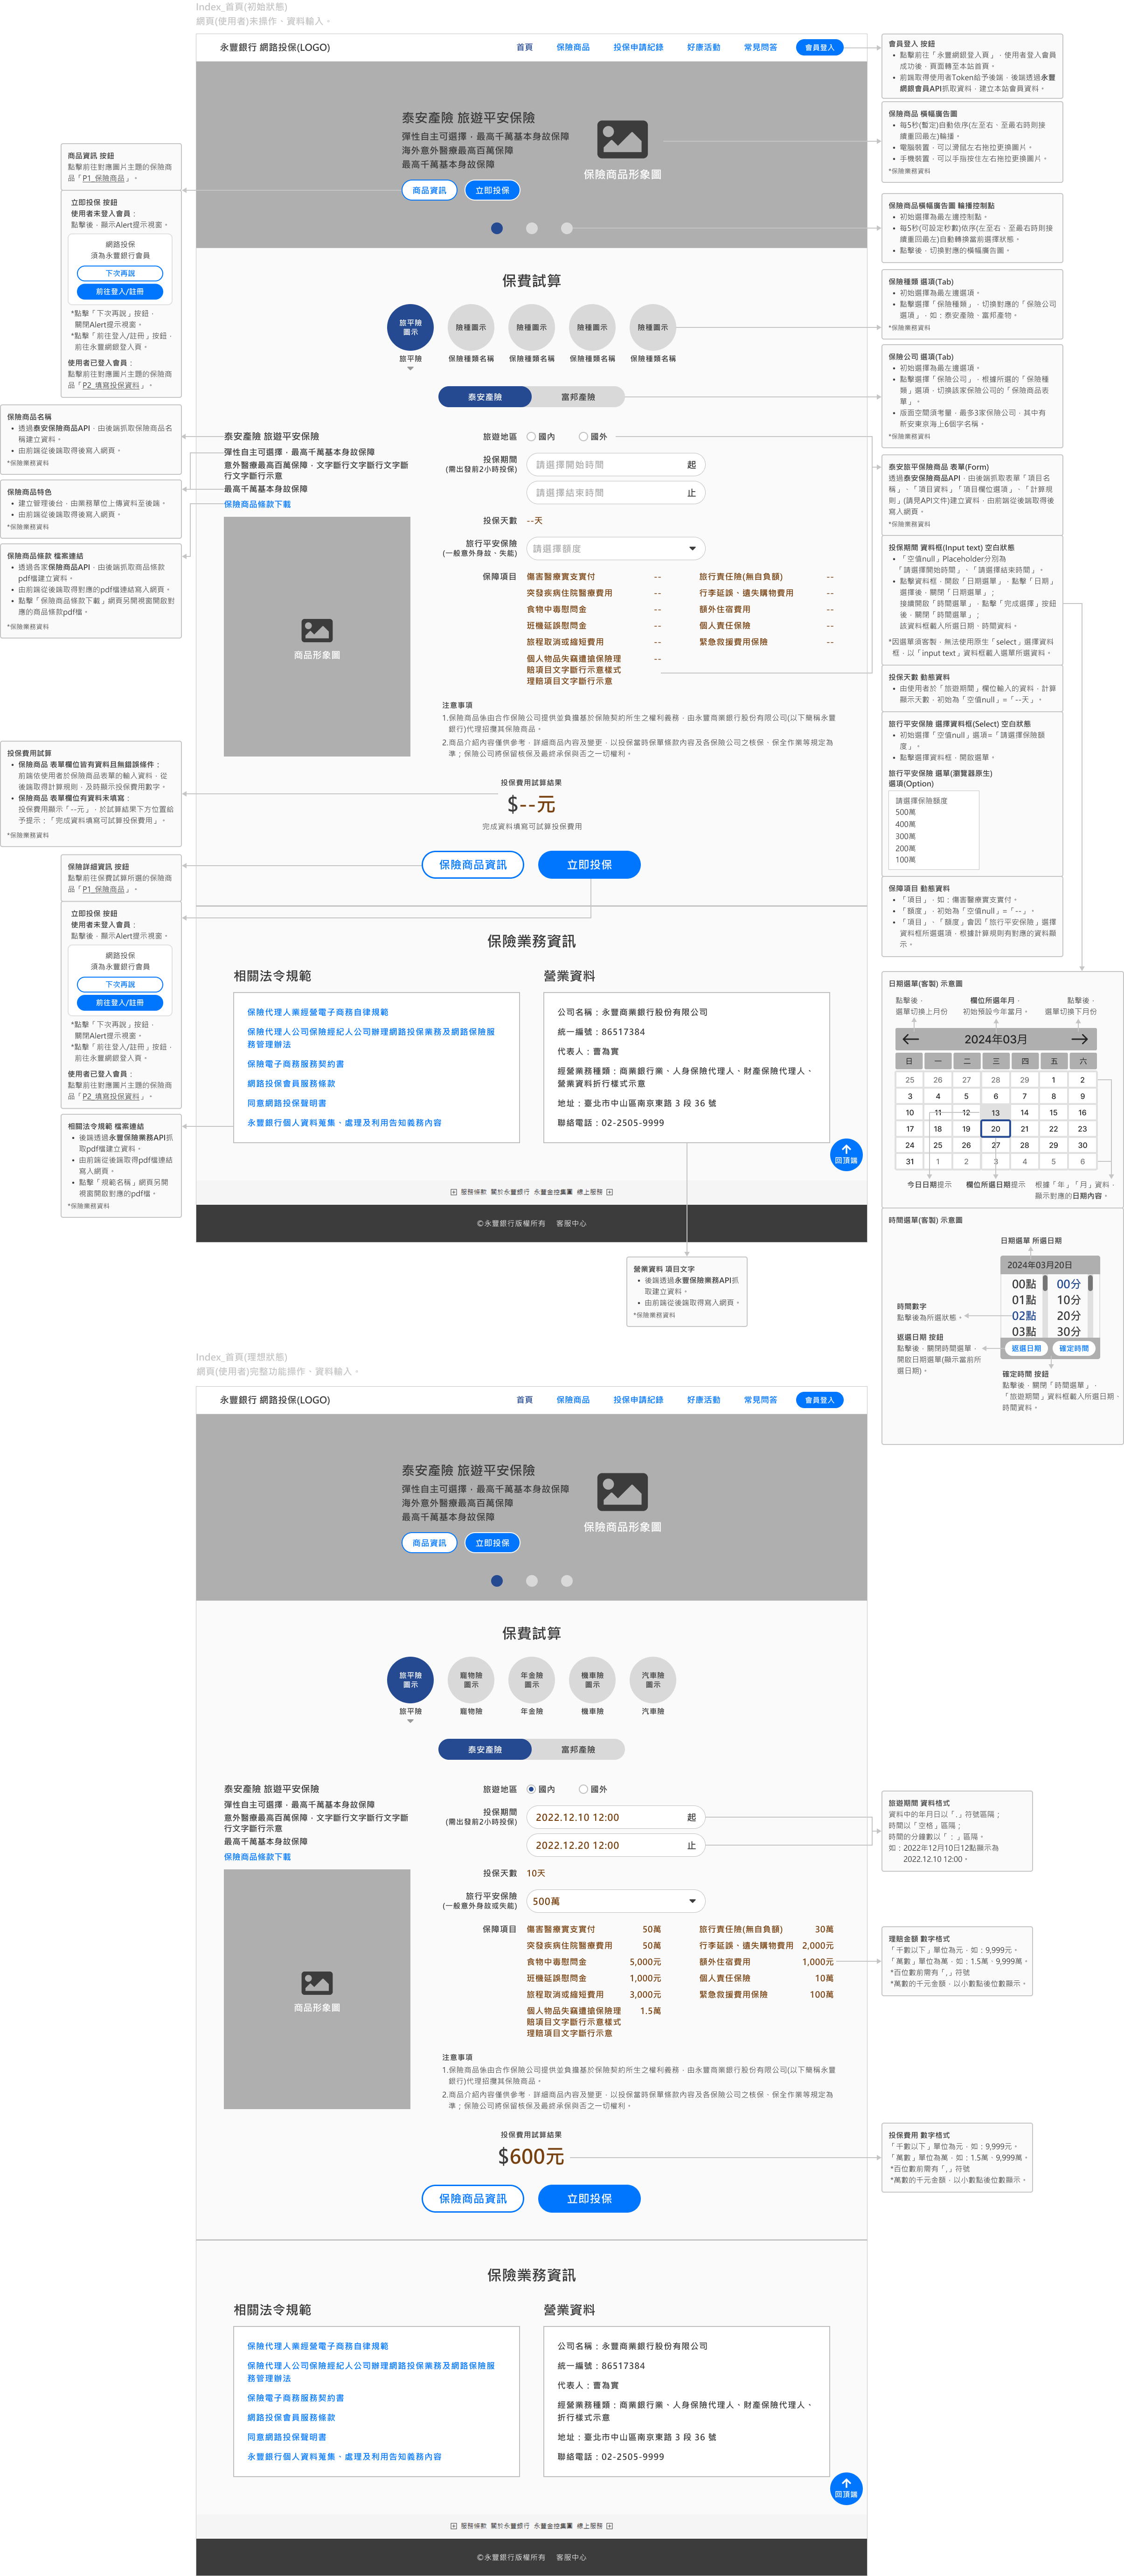 Index_首頁(初始狀態)
網頁(使用者)未操作、資料輸入。
永豐銀行 網路投保(LOGO)
首頁
保險商品
投保申請紀錄
好康活動
常見問答
會員登入
泰安產險 旅遊平安保險
彈性自主可選擇，最高千萬基本身故保障
海外意外醫療最高百萬保障
最高千萬基本身故保障
商品資訊
立即投保
保險商品形象圖
保費試算
旅平險
圖示
險種圖示
險種圖示
險種圖示
險種圖示
旅平險
保險種類名稱
保險種類名稱
保險種類名稱
保險種類名稱
泰安產險
富邦產險
泰安產險 旅遊平安保險
彈性自主可選擇，最高千萬基本身故保障
意外醫療最高百萬保障，文字斷行文字斷行文字斷
行文字斷行示意
最高千萬基本身故保障
保險商品條款下載
商品形象圖
旅遊地區
國內
國外
投保期間
(需出發前2小時投保)
請選擇開始時間
起
請選擇結束時間
止
投保天數
--天
旅行平安保險
(一般意外身故、失能)
請選擇額度
保障項目
傷害醫療實支實付 --
旅行責任險(無自負額) --
突發疾病住院醫療費用 --
行李延誤、遺失購物費用 --
食物中毒慰問金 --
額外住宿費用 --
班機延誤慰問金 --
個人責任保險 --
旅程取消或縮短費用 --
緊急救援費用保險 --
個人物品失竊遭搶保險理 --
賠項目文字斷行示意樣式
理賠項目文字斷行示意
注意事項
1.保險商品係由合作保險公司提供並負擔基於保險契約所生之權利義務，由永豐商業銀行股份有限公司(以下簡稱永豐
銀行)代理招攬其保險商品。
2.商品介紹內容僅供參考，詳細商品內容及變更，以投保當時保單條款內容及各保險公司之核保、保全作業等規定為
準；保險公司將保留核保及最終承保與否之一切權利。
投保費用試算結果
$--元
完成資料填寫可試算投保費用
保險商品資訊
立即投保
保險業務資訊
相關法令規範
保險代理人業經營電子商務自律規範
保險代理人公司保險經紀人公司辦理網路投保業務及網路保險服
務管理辦法
保險電子商務服務契約書
網路投保會員服務條款
同意網路投保聲明書
永豐銀行個人資料蒐集、處理及利用告知義務內容
營業資料
公司名稱：永豐商業銀行股份有限公司
統一編號：86517384
代表人：曹為實
經營業務種類：商業銀行業、人身保險代理人、財產保險代理人、
營業資料折行樣式示意
地址：臺北市中山區南京東路 3 段 36 號
聯絡電話：02-2505-9999
回頂端
服務條款 關於永豐銀行 永豐金控集團 線上服務
©永豐銀行版權所有 客服中心
商品資訊 按鈕
點擊前往對應圖片主題的保險商
品「P1_保險商品」。
立即投保 按鈕
使用者未登入會員：
點擊後，顯示Alert提示視窗。
網路投保
須為永豐銀行會員
下次再說
前往登入/註冊
*點擊「下次再說」按鈕，
關閉Alert提示視窗。
*點擊「前往登入/註冊」按鈕，
前往永豐網銀登入頁。
使用者已登入會員：
點擊前往對應圖片主題的保險商
品「P2_填寫投保資料」。
保險商品名稱
• 透過泰安保險商品API，由後端抓取保險商品名
稱建立資料。
• 由前端從後端取得後寫入網頁。
*保險業務資料
保險商品特色
• 建立管理後台，由業務單位上傳資料至後端。
• 由前端從後端取得後寫入網頁。
*保險業務資料
保險商品條款 檔案連結
• 透過各家保險商品API，由後端抓取商品條款
pdf檔建立資料。
• 由前端從後端取得對應的pdf檔連結寫入網頁。
• 點擊「保險商品條款下載」網頁另開視窗開啟對
應的商品條款pdf檔。
*保險業務資料
投保費用試算
• 保險商品 表單欄位皆有資料且無錯誤條件：
前端依使用者於保險商品表單的輸入資料，從
後端取得計算規則，及時顯示投保費用數字。
• 保險商品 表單欄位有資料未填寫：
投保費用顯示「--元」，於試算結果下方位置給
予提示：「完成資料填寫可試算投保費用」。
*保險業務資料
保險詳細資訊 按鈕
點擊前往保費試算所選的保險商
品「P1_保險商品」。
立即投保 按鈕
使用者未登入會員：
點擊後，顯示Alert提示視窗。
網路投保
須為永豐銀行會員
下次再說
前往登入/註冊
*點擊「下次再說」按鈕，
關閉Alert提示視窗。
*點擊「前往登入/註冊」按鈕，
前往永豐網銀登入頁。
使用者已登入會員：
點擊前往對應圖片主題的保險商
品「P2_填寫投保資料」。
相關法令規範 檔案連結
• 後端透過永豐保險業務API抓
取pdf檔建立資料。
• 由前端從後端取得pdf檔連結
寫入網頁。
• 點擊「規範名稱」網頁另開
視窗開啟對應的pdf檔。
*保險業務資料
會員登入 按鈕
• 點擊前往「永豐網銀登入頁」，使用者登入會員
成功後，頁面轉至本站首頁。
• 前端取得使用者Token給予後端，後端透過永豐
網銀會員API抓取資料，建立本站會員資料。
保險商品 橫幅廣告圖
• 每5秒(暫定)自動依序(左至右、至最右時則接
續重回最左)輪播。
• 電腦裝置，可以滑鼠左右拖拉更換圖片。
• 手機裝置，可以手指按住左右拖拉更換圖片。
*保險業務資料
保險商品橫幅廣告圖 輪播控制點
• 初始選擇為最左邊控制點。
• 每5秒(可設定秒數)依序(左至右、至最右時則接
續重回最左)自動轉換當前選擇狀態。
• 點擊後，切換對應的橫幅廣告圖。
保險種類 選項(Tab)
• 初始選擇為最左邊選項。
• 點擊選擇「保險種類」，切換對應的「保險公司
選項」，如：泰安產險、富邦產物。
*保險業務資料
保險公司 選項(Tab)
• 初始選擇為最左邊選項。
• 點擊選擇「保險公司」，根據所選的「保險種
類」選項，切換該家保險公司的「保險商品表
單」。
• 版面空間須考量，最多3家保險公司，其中有
新安東京海上6個字名稱。
*保險業務資料
泰安旅平保險商品 表單(Form)
透過泰安保險商品API，由後端抓取表單「項目名
稱」、「項目資料」「項目欄位選項」、「計算規
則」(請見API文件)建立資料，由前端從後端取得後
寫入網頁。
*保險業務資料
投保期間 資料框(Input text) 空白狀態
• 「空值null」Placeholder分別為
「請選擇開始時間」、「請選擇結束時間」。
• 點擊資料框，開啟「日期選單」，點擊「日期」
選擇後，關閉「日期選單」；
接續開啟「時間選單」，點擊「完成選擇」按鈕
後，關閉「時間選單」；
該資料框載入所選日期、時間資料。
*因選單須客製，無法使用原生「select」選擇資料
框，以「input text」資料框載入選單所選資料。
投保天數 動態資料
• 由使用者於「旅遊期間」欄位輸入的資料，計算
顯示天數，初始為「空值null」=「--天」。
旅行平安保險 選擇資料框(Select) 空白狀態
• 初始選擇「空值null」選項=「請選擇保險額
度」。
• 點擊選擇資料框，開啟選單。
旅行平安保險 選單(瀏覽器原生)
選項(Option)
請選擇保險額度
500萬
400萬
300萬
200萬
100萬
保障項目 動態資料
• 「項目」，如：傷害醫療實支實付。
• 「額度」，初始為「空值null」=「--」。
• 「項目」、「額度」會因「旅行平安保險」選擇
資料框所選選項，根據計算規則有對應的資料顯
示。
日期選單(客製) 示意圖
點擊後，
選單切換上月份
欄位所選年月，
初始預設今年當月。
點擊後，
選單切換下月份
2024年03月
日 一 二 三 四 五 六
25 26 27 28 29 1 2
3 4 5 6 7 8 9
10 11 12 13 14 15 16
17 18 19 20 21 22 23
24 25 26 27 28 29 30
31 1 2 3 4 5 6
今日日期提示
欄位所選日期提示
根據「年」「月」資料，
顯示對應的日期內容。
時間選單(客製) 示意圖
日期選單 所選日期
2024年03月20日
00點 00分
01點 10分
02點 20分
03點 30分
返選日期
確定時間
時間數字
點擊後為所選狀態。
返選日期 按鈕
點擊後，關閉時間選單，
開啟日期選單(顯示當前所
選日期)。
確定時間 按鈕
點擊後，關閉「時間選單」，
「旅遊期間」資料框載入所選日期、
時間資料。
營業資料 項目文字
• 後端透過永豐保險業務API抓
取建立資料。
• 由前端從後端取得寫入網頁。
*保險業務資料
Index_首頁(理想狀態)
網頁(使用者)完整功能操作、資料輸入。
永豐銀行 網路投保(LOGO)
首頁
保險商品
投保申請紀錄
好康活動
常見問答
會員登入
泰安產險 旅遊平安保險
彈性自主可選擇，最高千萬基本身故保障
海外意外醫療最高百萬保障
最高千萬基本身故保障
商品資訊
立即投保
保險商品形象圖
保費試算
旅平險
圖示
寵物險
圖示
年金險
圖示
機車險
圖示
汽車險
圖示
旅平險
寵物險
年金險
機車險
汽車險
泰安產險
富邦產險
泰安產險 旅遊平安保險
彈性自主可選擇，最高千萬基本身故保障
意外醫療最高百萬保障，文字斷行文字斷行文字斷
行文字斷行示意
最高千萬基本身故保障
保險商品條款下載
商品形象圖
旅遊地區
國內
國外
投保期間
(需出發前2小時投保)
2022.12.10 12:00
起
2022.12.20 12:00
止
投保天數
10天
旅行平安保險
(一般意外身故或失能)
500萬
保障項目
傷害醫療實支實付 50萬
旅行責任險(無自負額) 30萬
突發疾病住院醫療費用 50萬
行李延誤、遺失購物費用 2,000元
食物中毒慰問金 5,000元
額外住宿費用 1,000元
班機延誤慰問金 1,000元
個人責任保險 10萬
旅程取消或縮短費用 3,000元
緊急救援費用保險 100萬
個人物品失竊遭搶保險理 1.5萬
賠項目文字斷行示意樣式
理賠項目文字斷行示意
注意事項
1.保險商品係由合作保險公司提供並負擔基於保險契約所生之權利義務，由永豐商業銀行股份有限公司(以下簡稱永豐
銀行)代理招攬其保險商品。
2.商品介紹內容僅供參考，詳細商品內容及變更，以投保當時保單條款內容及各保險公司之核保、保全作業等規定為
準；保險公司將保留核保及最終承保與否之一切權利。
投保費用試算結果
$600元
保險商品資訊
立即投保
保險業務資訊
相關法令規範
保險代理人業經營電子商務自律規範
保險代理人公司保險經紀人公司辦理網路投保業務及網路保險服
務管理辦法
保險電子商務服務契約書
網路投保會員服務條款
同意網路投保聲明書
永豐銀行個人資料蒐集、處理及利用告知義務內容
營業資料
公司名稱：永豐商業銀行股份有限公司
統一編號：86517384
代表人：曹為實
經營業務種類：商業銀行業、人身保險代理人、財產保險代理人、
折行樣式示意
地址：臺北市中山區南京東路 3 段 36 號
聯絡電話：02-2505-9999
回頂端
服務條款 關於永豐銀行 永豐金控集團 線上服務
©永豐銀行版權所有 客服中心
旅遊期間 資料格式
資料中的年月日以「.」符號區隔；
時間以「空格」區隔；
時間的分鐘數以「：」區隔。
如：2022年12月10日12點顯示為
2022.12.10 12:00。
理賠金額 數字格式
「千數以下」單位為元，如：9,999元。
「萬數」單位為萬，如：1.5萬、9,999萬。
*百位數前需有「,」符號
*萬數的千元金額，以小數點後位數顯示。
投保費用 數字格式
「千數以下」單位為元，如：9,999元。
「萬數」單位為萬，如：1.5萬、9,999萬。
*百位數前需有「,」符號
*萬數的千元金額，以小數點後位數顯示。